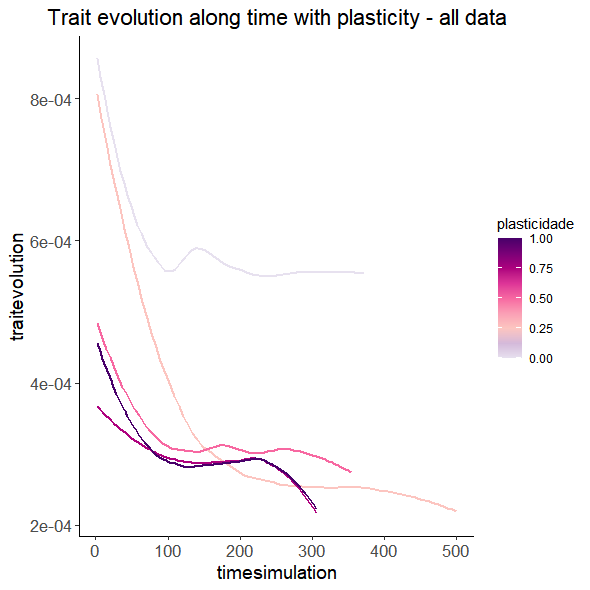 Trait evolution along time with plasticity - all data
traitevolution
8e-04
6e-04
4e-04
2e-04
0
100
200
300
400
500
timesimulation
plasticidade
1.00
0.75
0.50
0.25
0.00